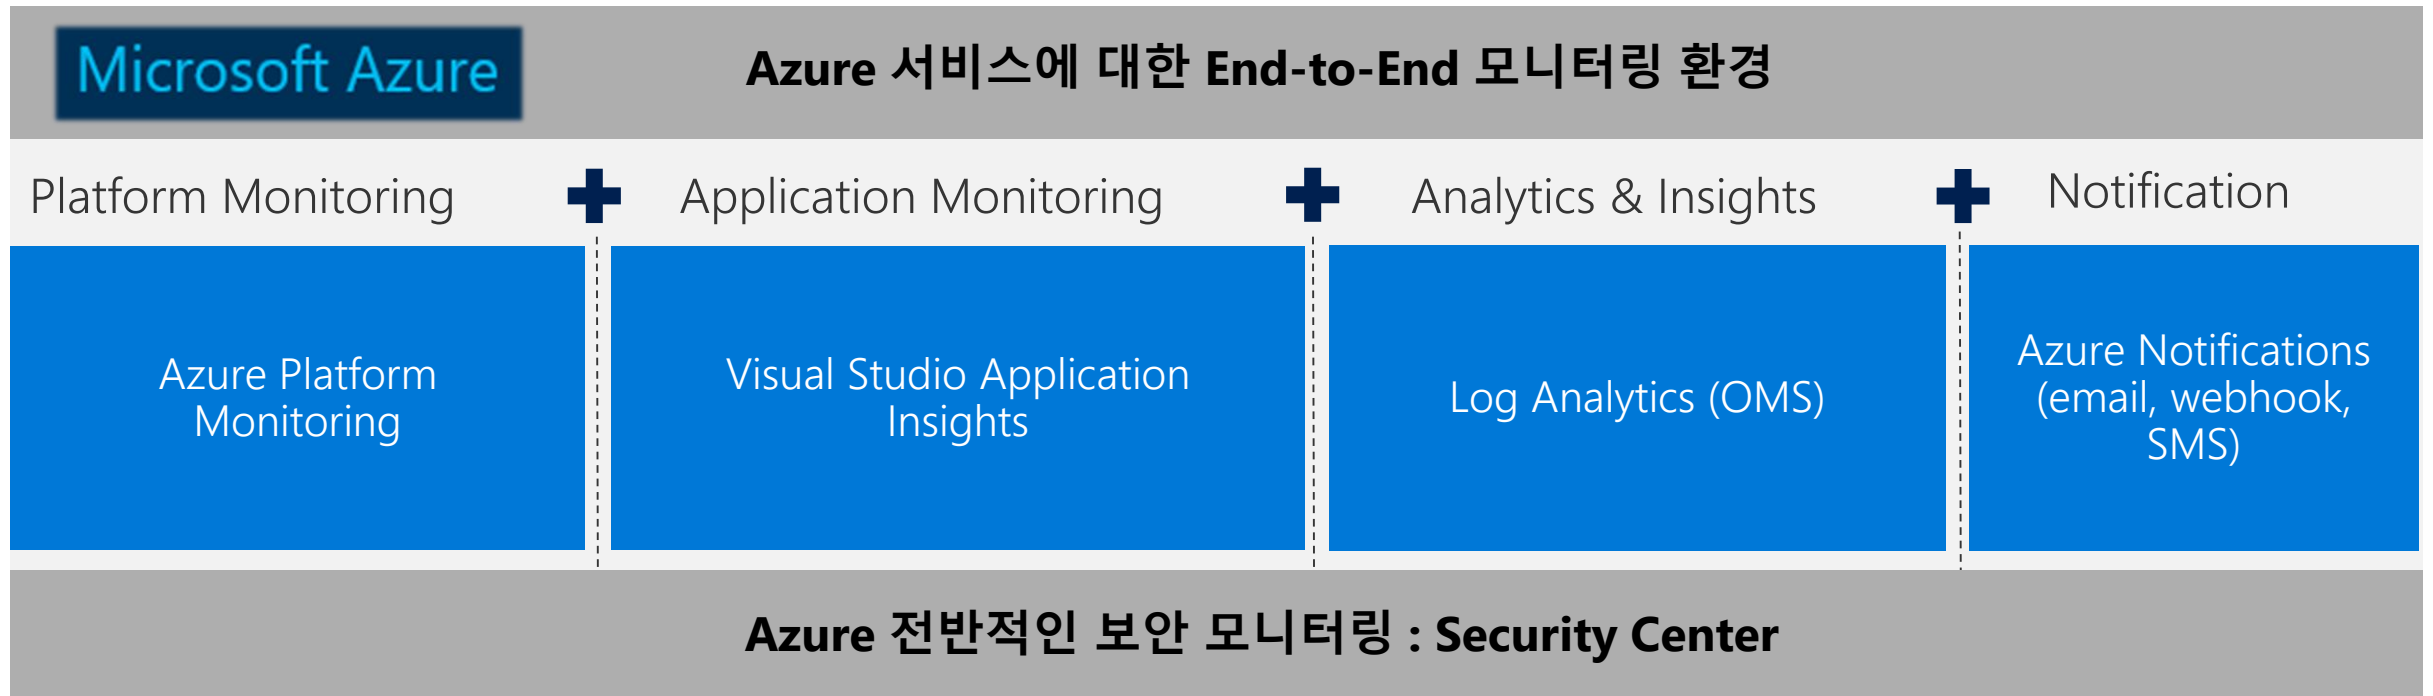 Microsoft Azure
Azure 서비스에 대한 End-to-End 모니터링 환경
Platform Monitoring
Application Monitoring
Analytics & Insights
Notification
Azure Platform
Monitoring
Visual Studio Application
Insights
Log Analytics (OMS)
Azure Notifications
(email, webhook,
SMS)
Azure 전반적인 보안 모니터링 : Security Center